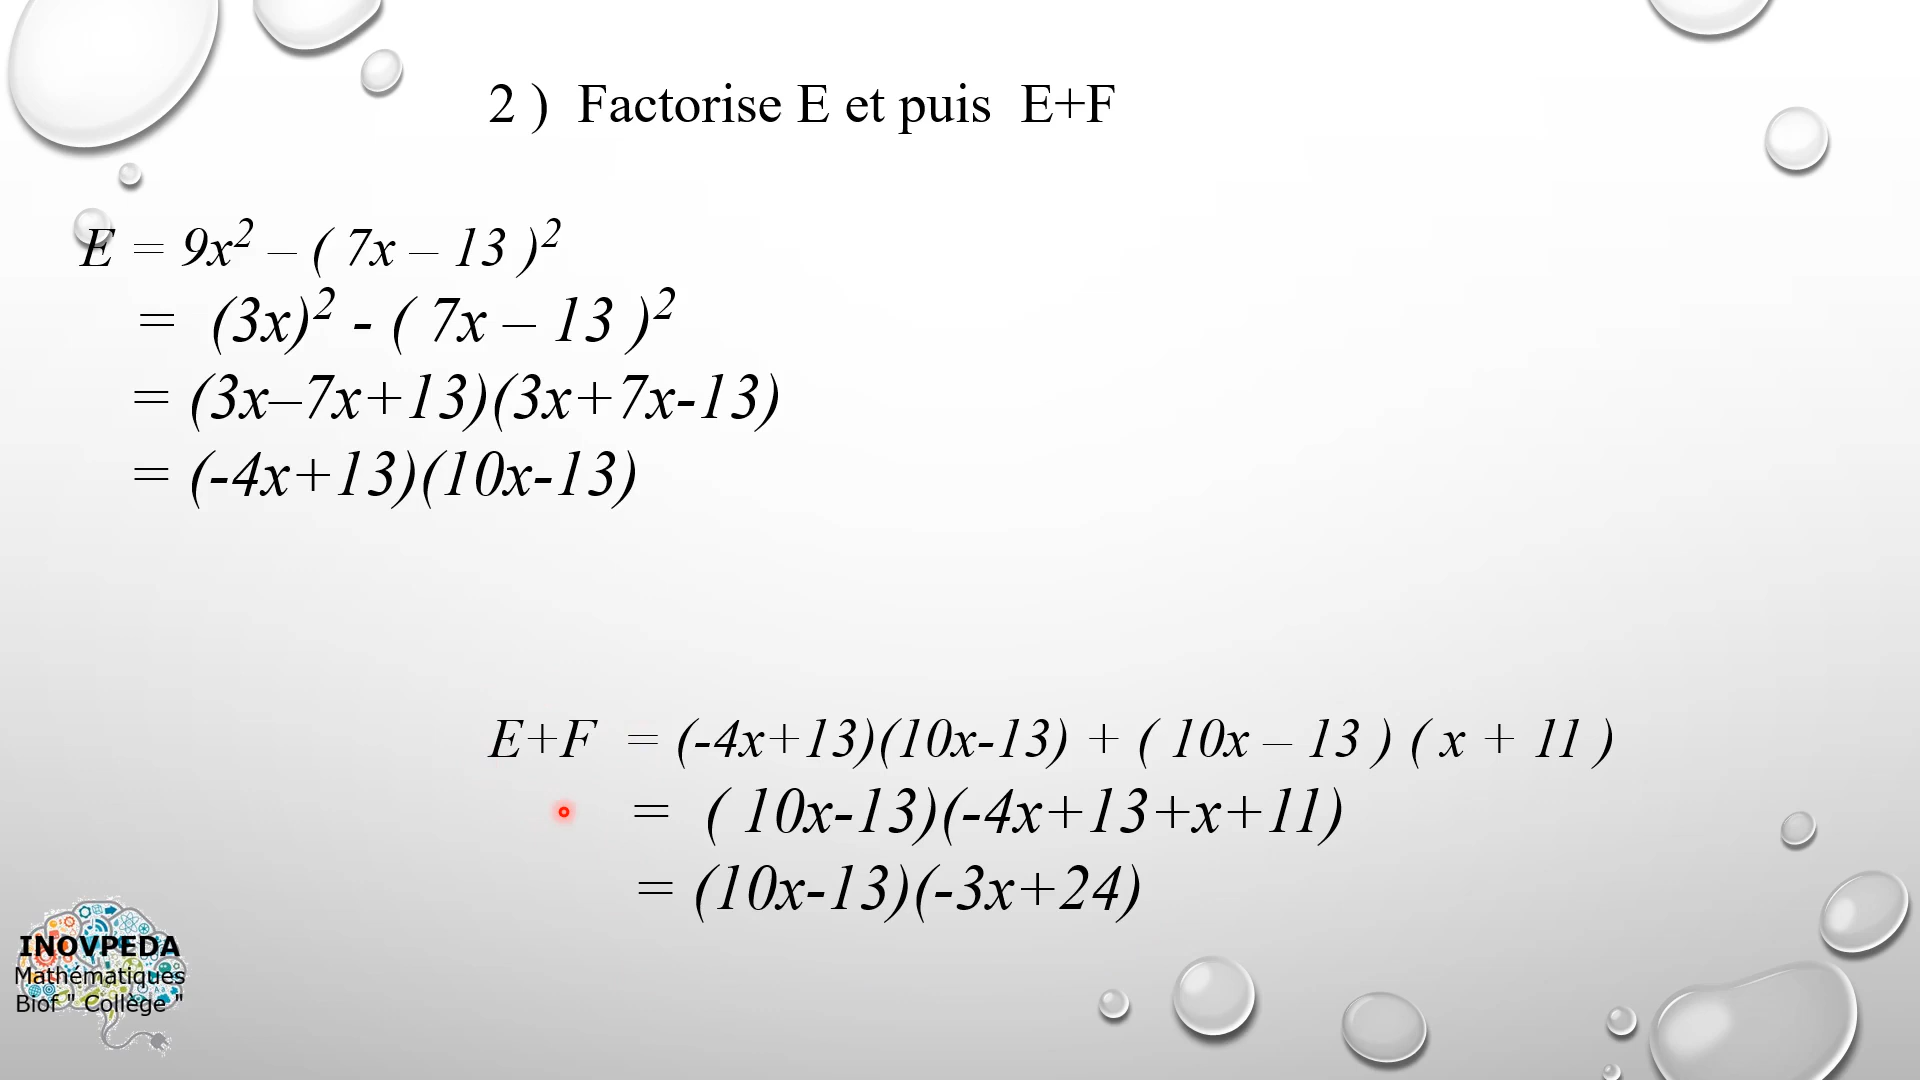 2 ) Factorise E et puis E+F
E = 9x² – ( 7x – 13 )²
= (3x)² - ( 7x – 13 )²
= (3x–7x+13)(3x+7x-13)
= (-4x+13)(10x-13)
E+F = (-4x+13)(10x-13) + ( 10x – 13 ) ( x + 11 )
= ( 10x-13)(-4x+13+x+11)
= (10x-13)(-3x+24)
INOVPEDA
Mathématiques
Biof " Collège "